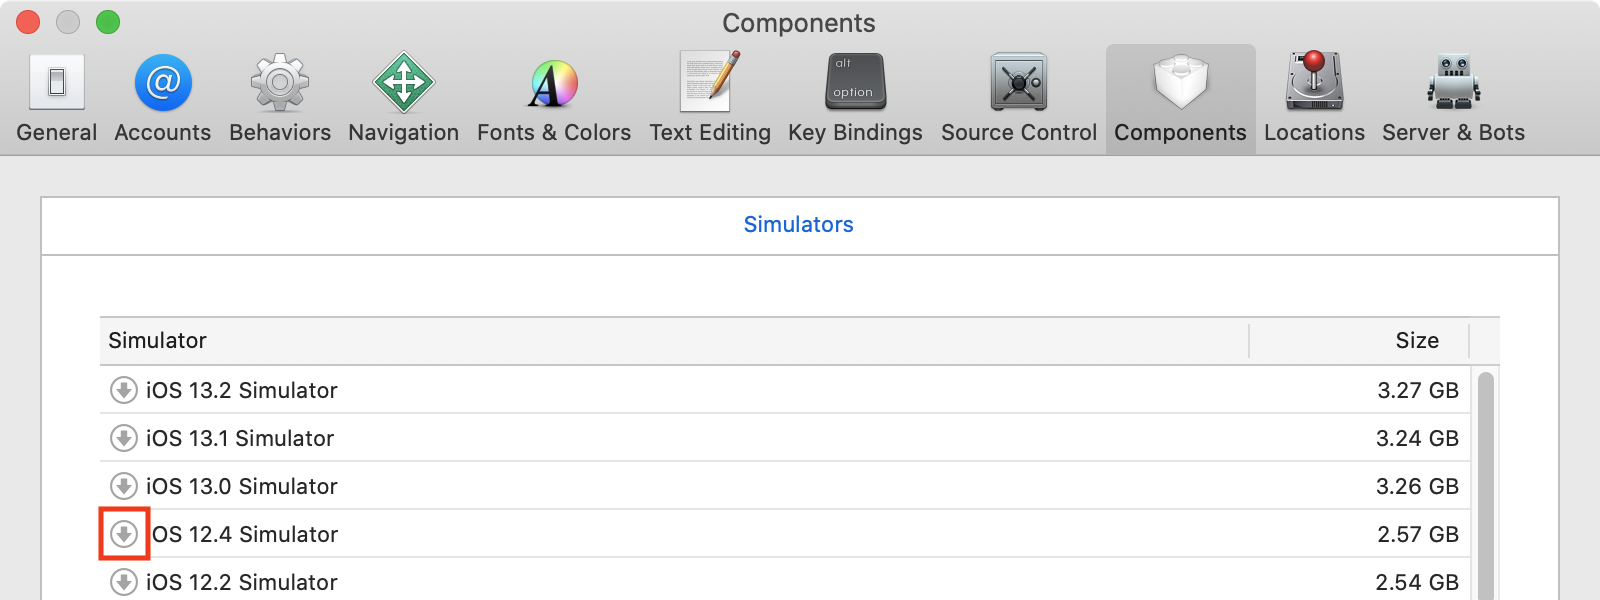 Components
General Accounts Behaviors Navigation Fonts & Colors Text Editing alt option Key Bindings Source Control Components Locations Server & Bots
Simulators
Simulator Size
iOS 13.2 Simulator 3.27 GB
iOS 13.1 Simulator 3.24 GB
iOS 13.0 Simulator 3.26 GB
OS 12.4 Simulator 2.57 GB
iOS 12.2 Simulator 2.54 GB